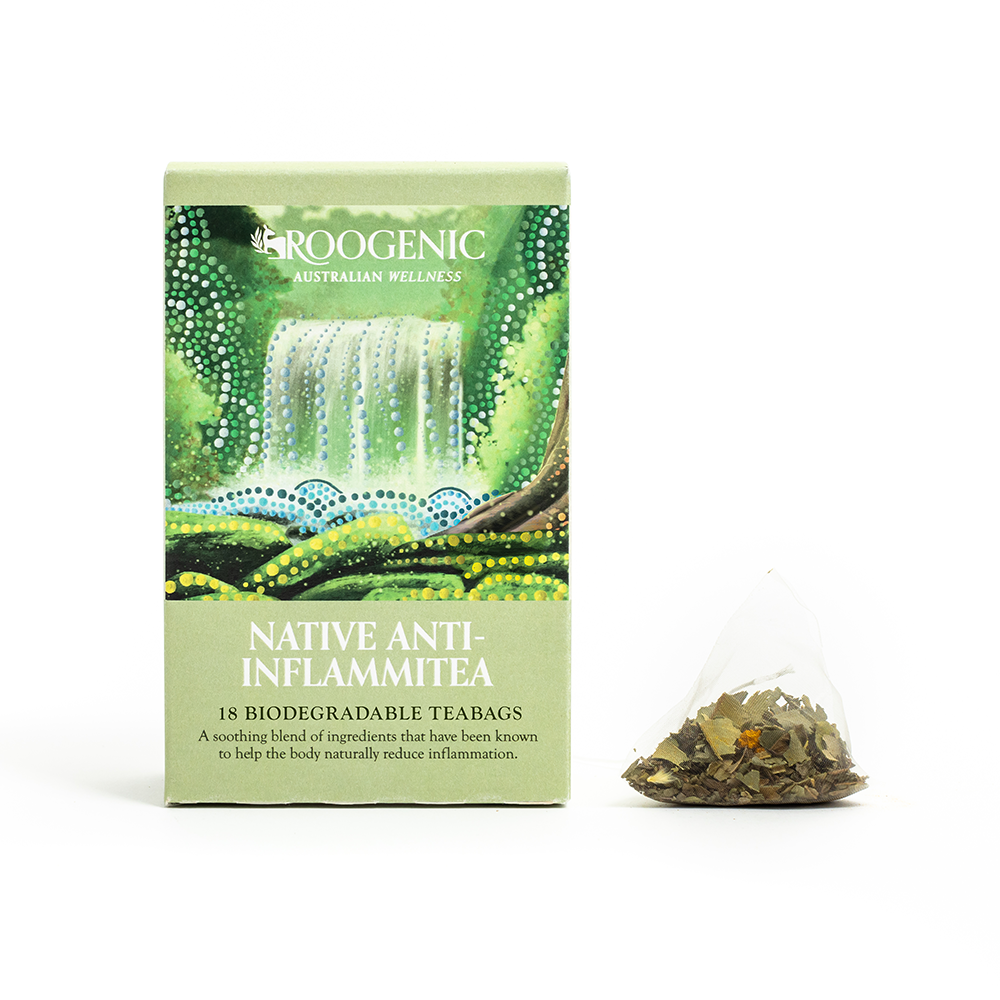 ROOGENIC
AUSTRALIAN WELLNESS
NATIVE ANTI-
INFLAMMITEA
18 BIODEGRADABLE TEABAGS
A soothing blend of ingredients that have been known
to help the body naturally reduce inflammation.